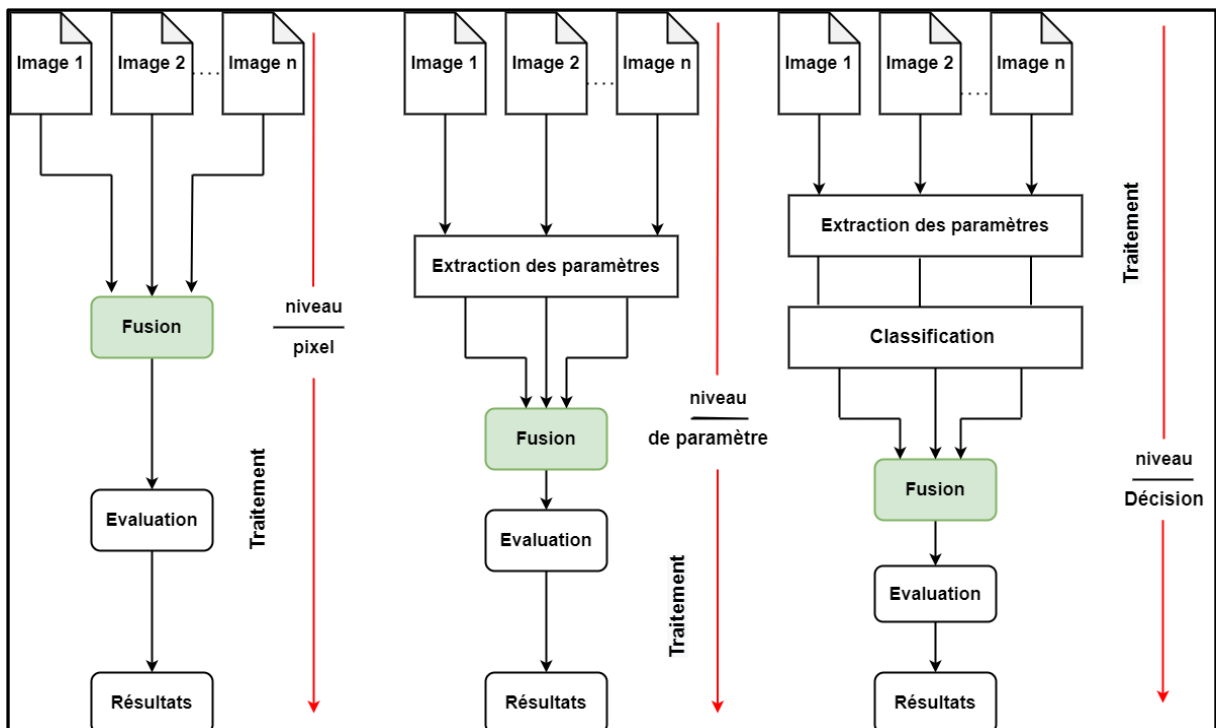 Image 1
Image 2
Image n
Fusion
Evaluation
Résultats
niveau
pixel
Traitement
Image 1
Image 2
Image n
Extraction des paramètres
Fusion
Evaluation
Résultats
niveau
de paramètre
Traitement
Image 1
Image 2
Image n
Extraction des paramètres
Classification
Fusion
Evaluation
Résultats
Traitement
niveau
Décision